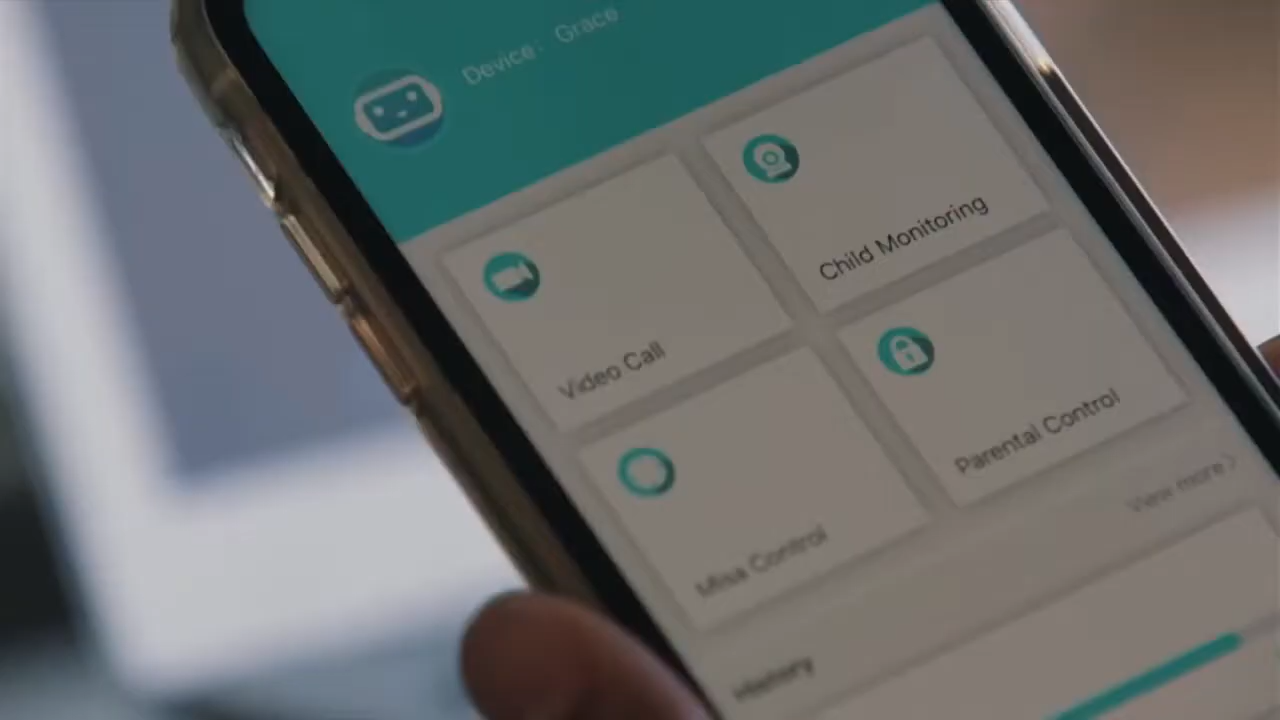 Device: Grace
Video Call
Child Monitoring
Misa Control
Parental Control
View more
History